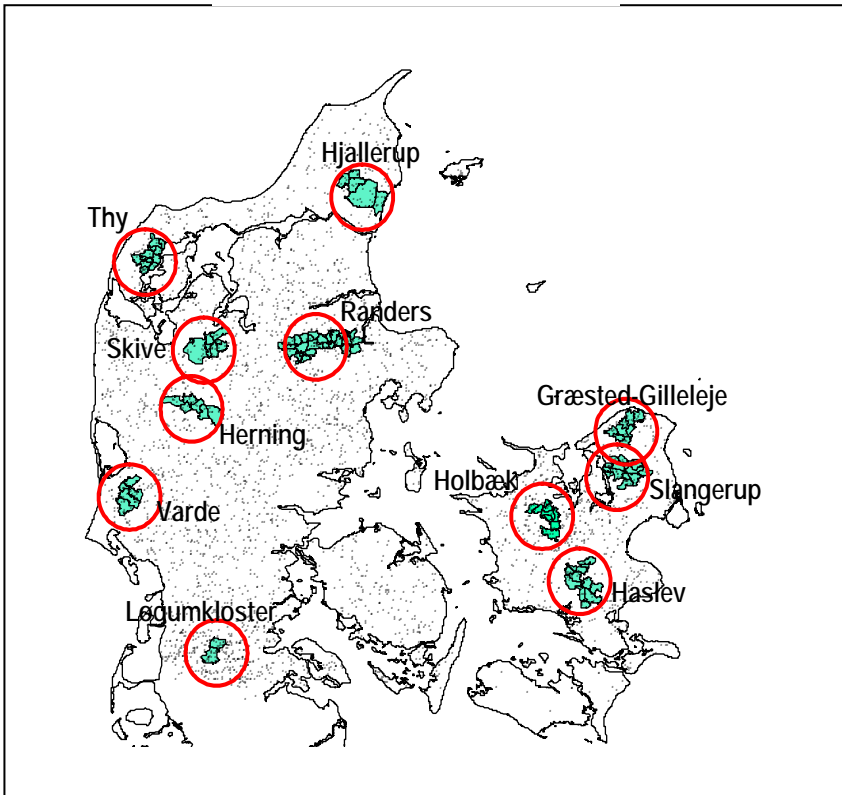 Hjallerup
Thy
Randers
Skive
Græsted-Gilleleje
Herning
Holbæk
Slangerup
Varde
Haslev
Løgumkloster